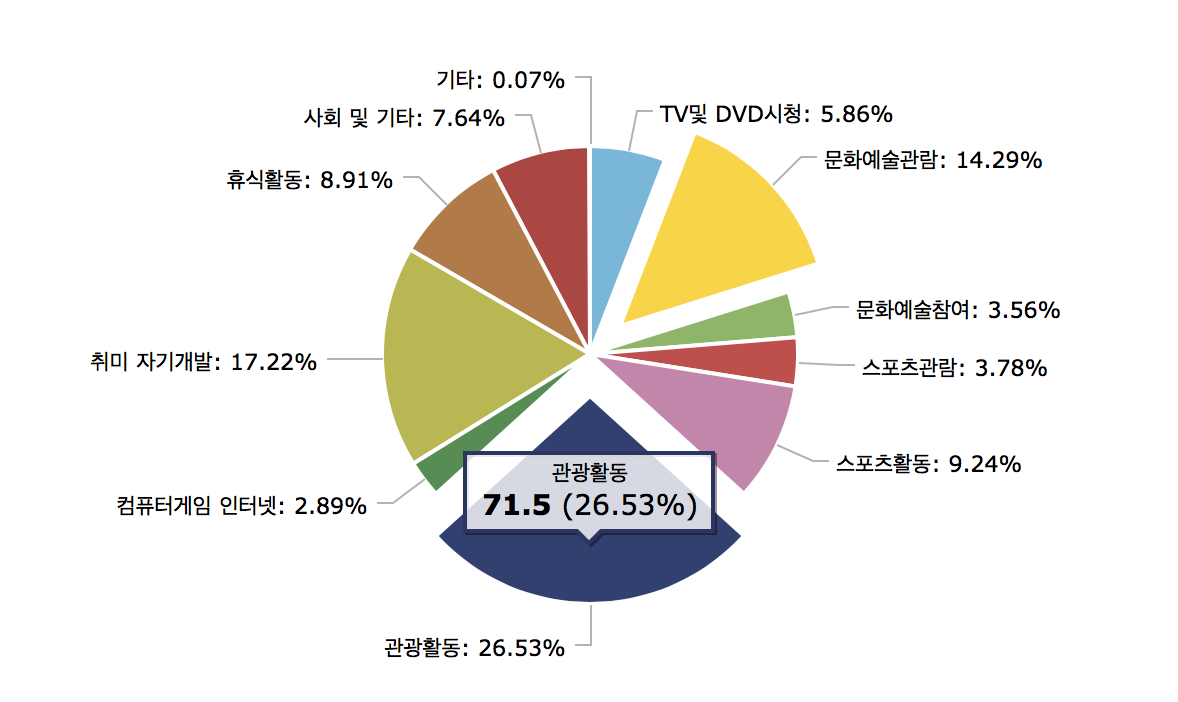 기타: 0.07%
사회 및 기타: 7.64%
TV및 DVD시청: 5.86%
문화예술관람: 14.29%
휴식활동: 8.91%
문화예술참여: 3.56%
취미 자기개발: 17.22%
스포츠관람: 3.78%
스포츠활동: 9.24%
관광활동
71.5 (26.53%)
컴퓨터게임 인터넷: 2.89%
관광활동: 26.53%